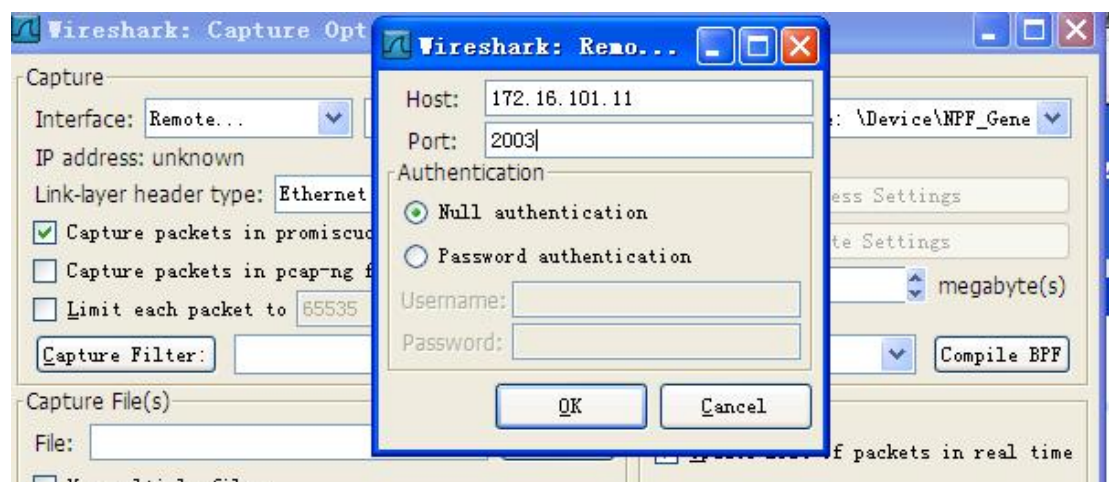 Wireshark: Capture Opt
Wireshark: Remo...
Capture
Interface: Remote...
: \Device\NPF_Gene
IP address: unknown
Link-layer header type: Ethernet
Capture packets in
Capture packets in pcap-ng
Limit each packet to 65535
Capture Filter:
Host: 172.16.101.11
Port: 2003
Authentication
Null authentication
Password authentication
Username:
Password:
OK
Cancel
Settings
Settings
megabyte(s)
Compile BPF
Capture File(s)
File:
packets in real time